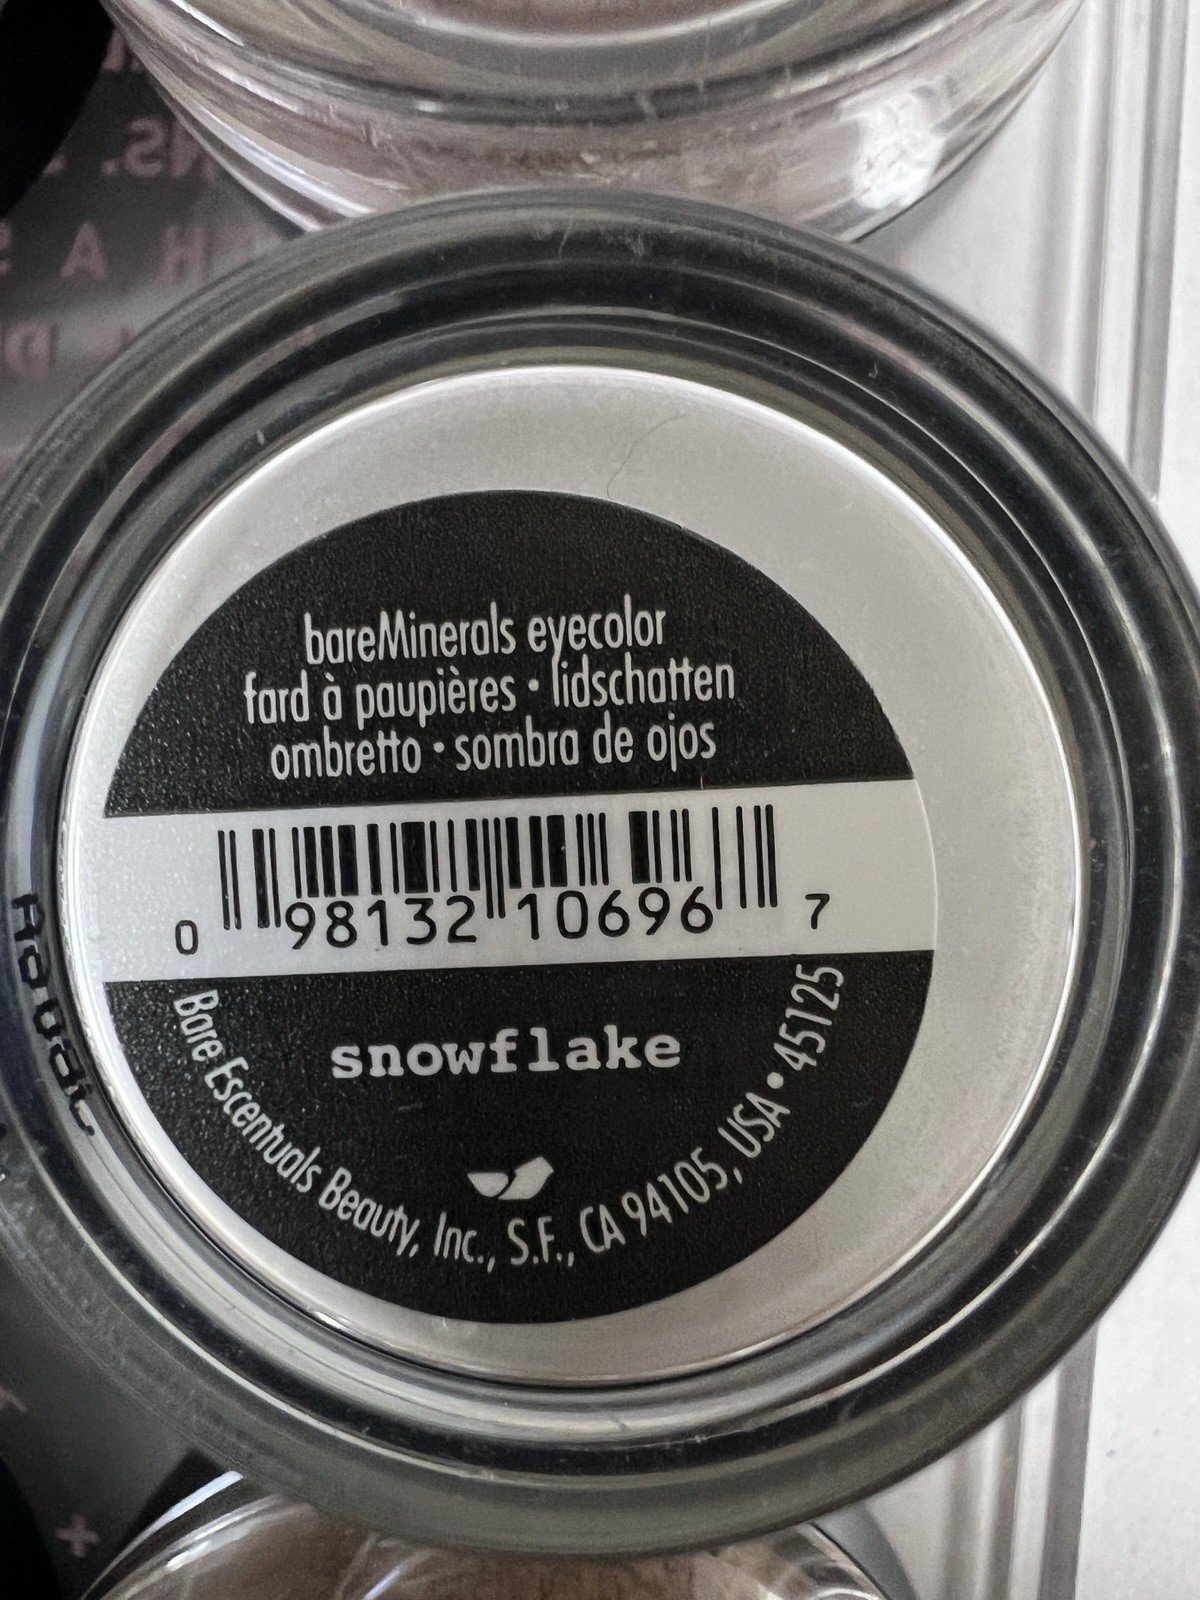 bareMinerals eyecolor
fard à paupières • lidschatten
ombretto • sombra de ojos
0 98132 10696 7
snowflake
Bare Escentuals Beauty, Inc., S.F., CA 94105, USA • 45125